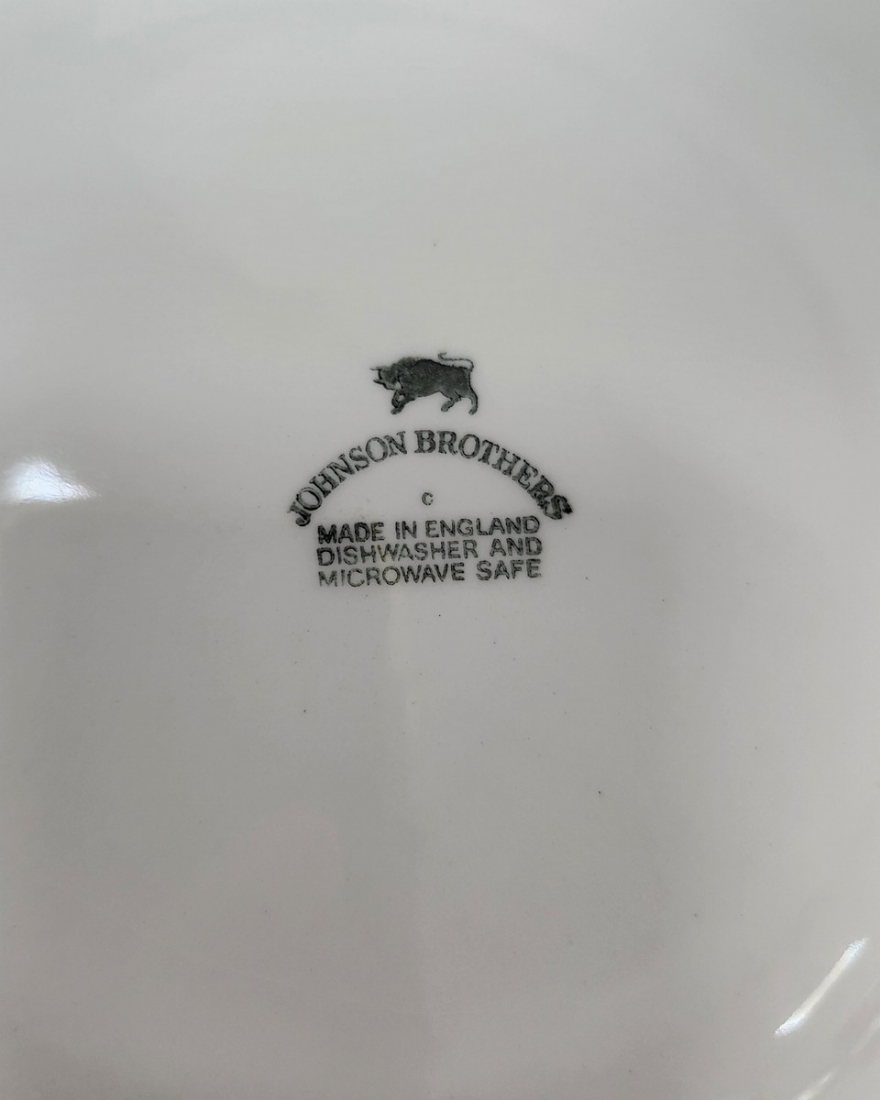 JOHNSON BROTHERS
c
MADE IN ENGLAND
DISHWASHER AND
MICROWAVE SAFE